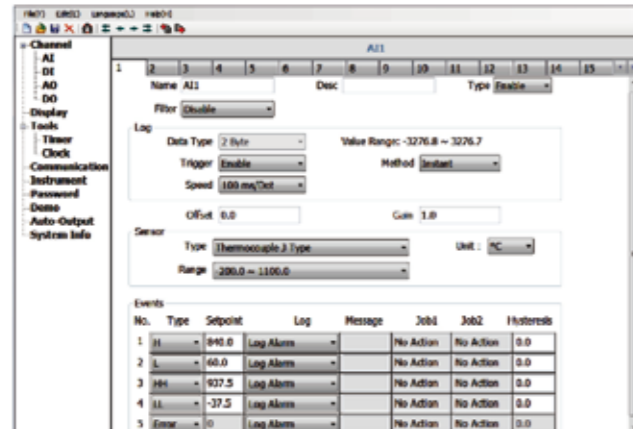 File(F) Edit(E) Language(L) Help(H)
Channel
AI
DI
AO
DO
Display
Tools
Timer
Clock
Communication
Instrument
Password
Demo
Auto-Output
System Info
AI1
1 2 3 4 5 6 7 8 9 10 11 12 13 14 15
Name AI1 Desc Type Enable
Filter Disable
Log
Data Type 2 Byte Value Range: -3276.8 ~ 3276.7
Trigger Enable Method Instant
Speed 100 ms/Dot
Offset 0.0 Gain 1.0
Sensor
Type Thermocouple J Type Unit : °C
Range -200.0 ~ 1100.0
Events
No. Type Setpoint Log Message Job1 Job2 Hysteresis
1 H 840.0 Log Alarm No Action No Action 0.0
2 L 60.0 Log Alarm No Action No Action 0.0
3 HH 937.5 Log Alarm No Action No Action 0.0
4 LL -37.5 Log Alarm No Action No Action 0.0
5 Error 0 Log Alarm No Action No Action 0.0